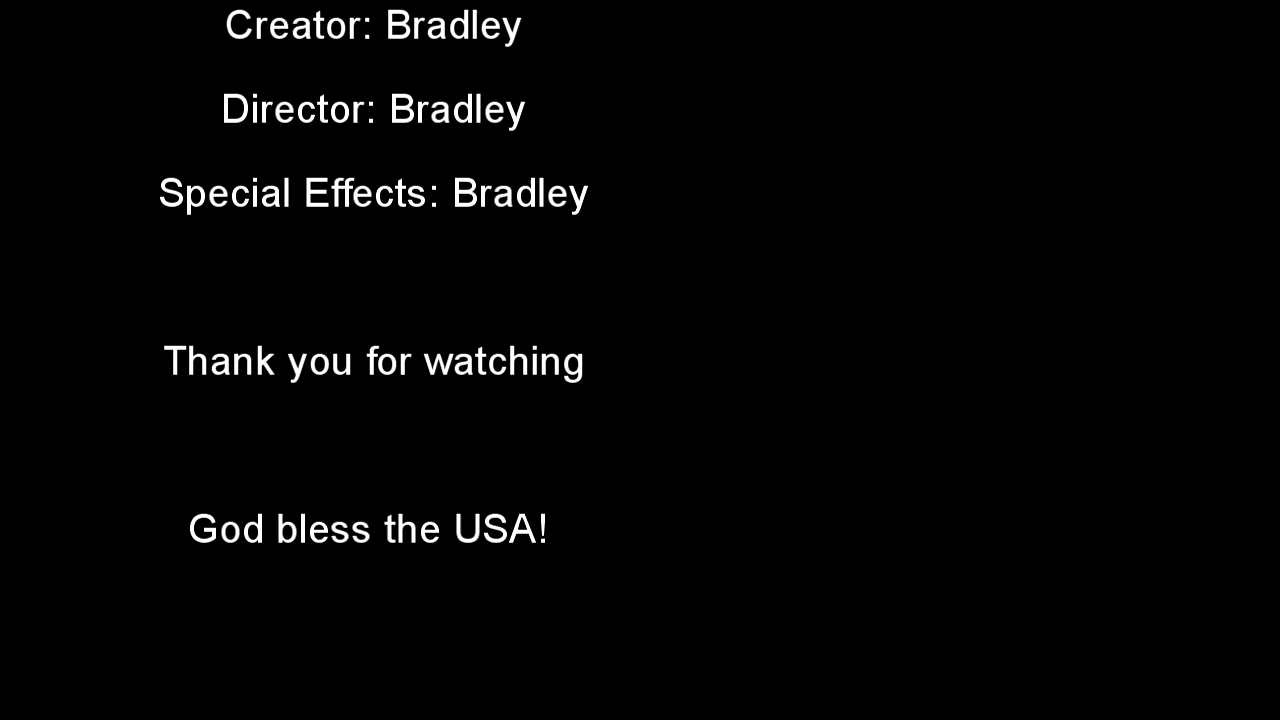 Creator: Bradley
Director: Bradley
Special Effects: Bradley
Thank you for watching
God bless the USA!